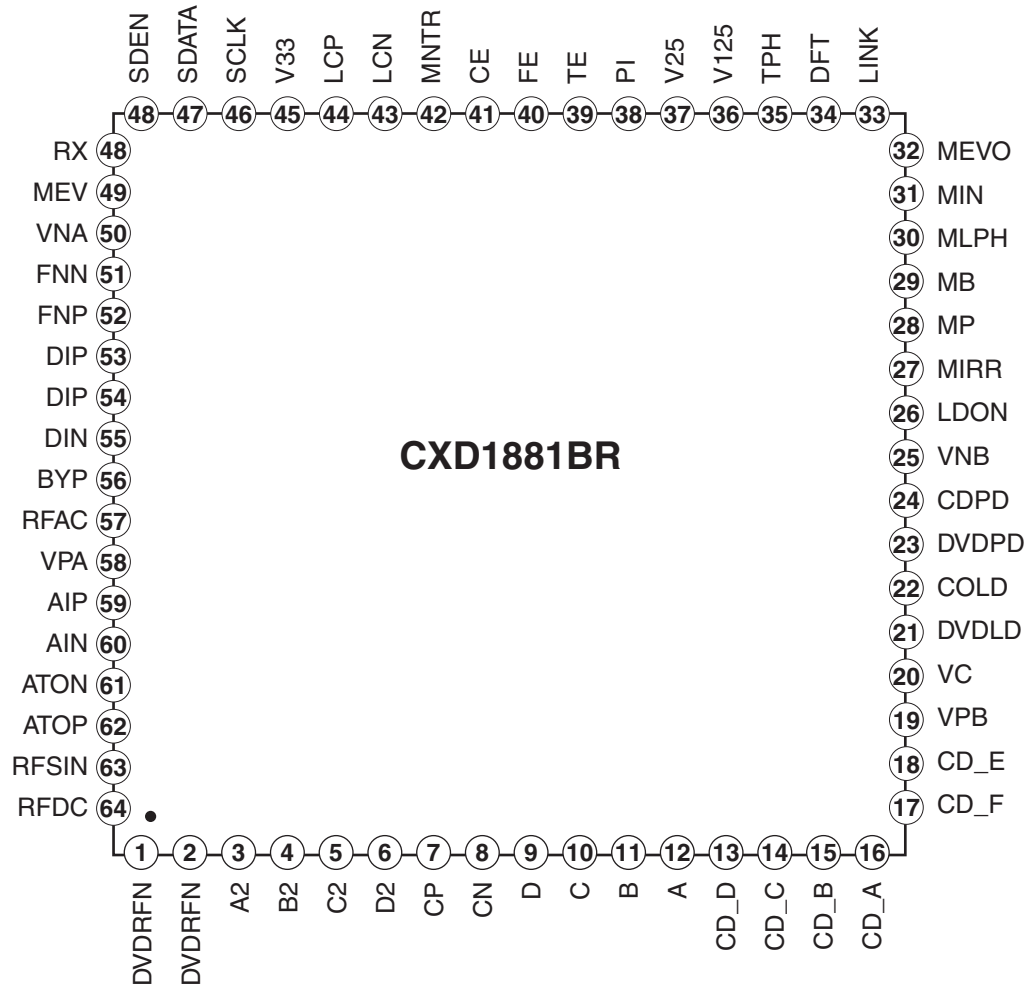 SDEN SDATA SCLK V33 LCP LCN MNTR CE FE TE PI V25 V125 TPH DFT LINK
48 47 46 45 44 43 42 41 40 39 38 37 36 35 34 33
RX 48
MEV 49
VNA 50
FNN 51
FNP 52
DIP 53
DIP 54
DIN 55
BYP 56
RFAC 57
VPA 58
AIP 59
AIN 60
ATON 61
ATOP 62
RFSIN 63
RFDC 64
CXD1881BR
32 MEVO
31 MIN
30 MLPH
29 MB
28 MP
27 MIRR
26 LDON
25 VNB
24 CDPD
23 DVDPD
22 COLD
21 DVDLD
20 VC
19 VPB
18 CD_E
17 CD_F
1 2 3 4 5 6 7 8 9 10 11 12 13 14 15 16
DVDRFN DVDRFN A2 B2 C2 D2 CP CN D C B A CD_D CD_C CD_B CD_A